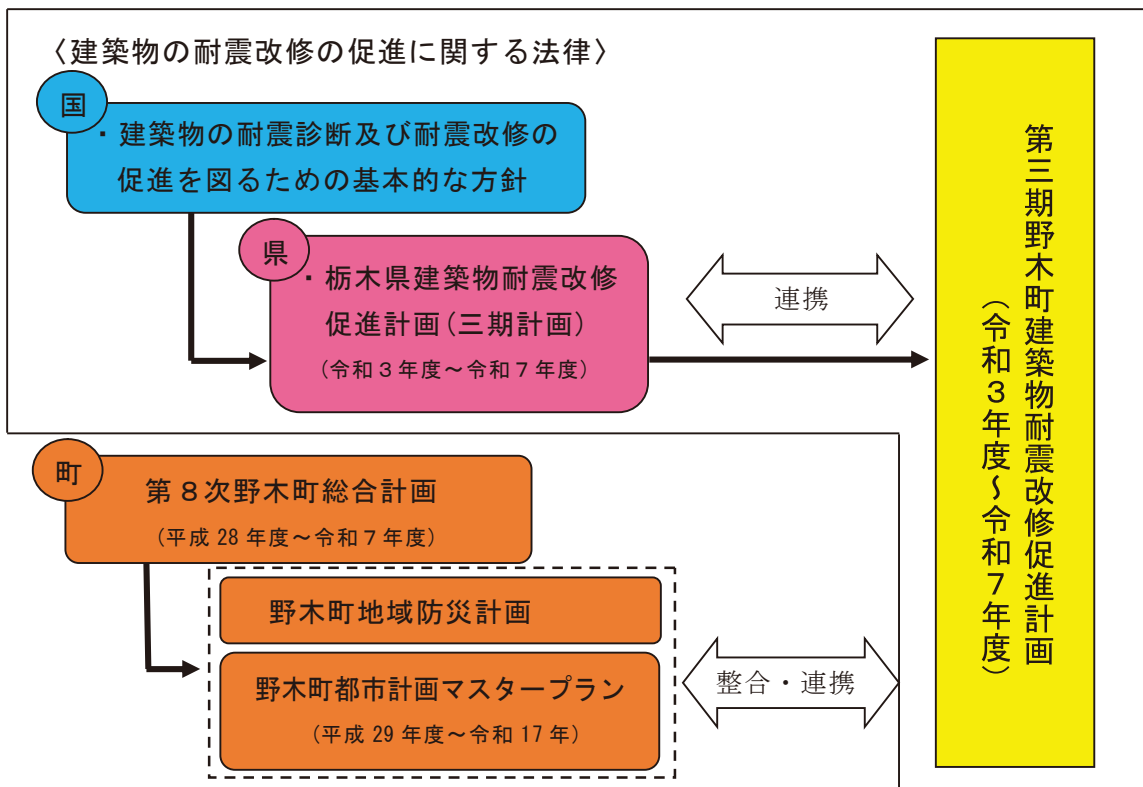 〈建築物の耐震改修の促進に関する法律〉
国
・建築物の耐震診断及び耐震改修の
促進を図るための基本的な方針
県
・栃木県建築物耐震改修
促進計画(三期計画)
(令和3年度～令和7年度)
連携
町
第8次野木町総合計画
(平成28年度～令和7年度)
野木町地域防災計画
野木町都市計画マスタープラン
(平成29年度～令和17年)
整合・連携
第三期野木町建築物耐震改修促進計画
(令和3年度～令和7年度)